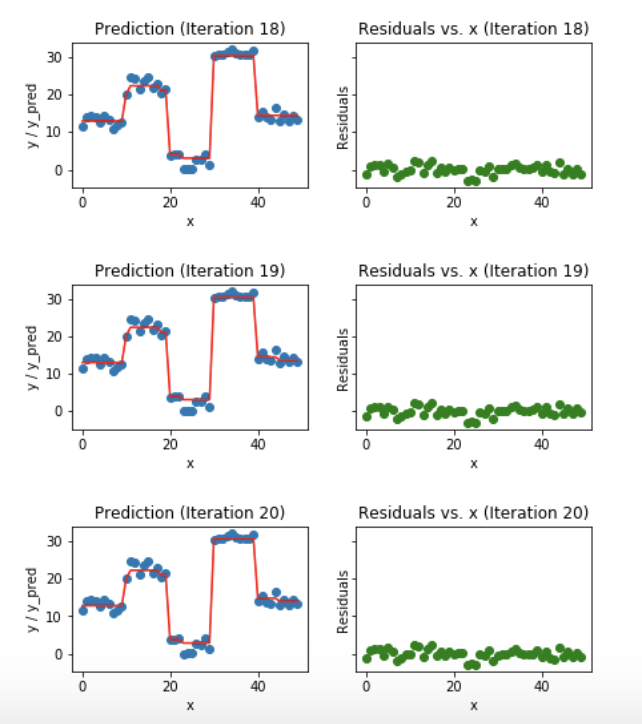 Prediction (Iteration 18)
Residuals vs. x (Iteration 18)
y / y_pred
30
20
10
0
0
20
40
x
Residuals
0
20
40
x
Prediction (Iteration 19)
Residuals vs. x (Iteration 19)
y / y_pred
30
20
10
0
0
20
40
x
Residuals
0
20
40
x
Prediction (Iteration 20)
Residuals vs. x (Iteration 20)
y / y_pred
30
20
10
0
0
20
40
x
Residuals
0
20
40
x